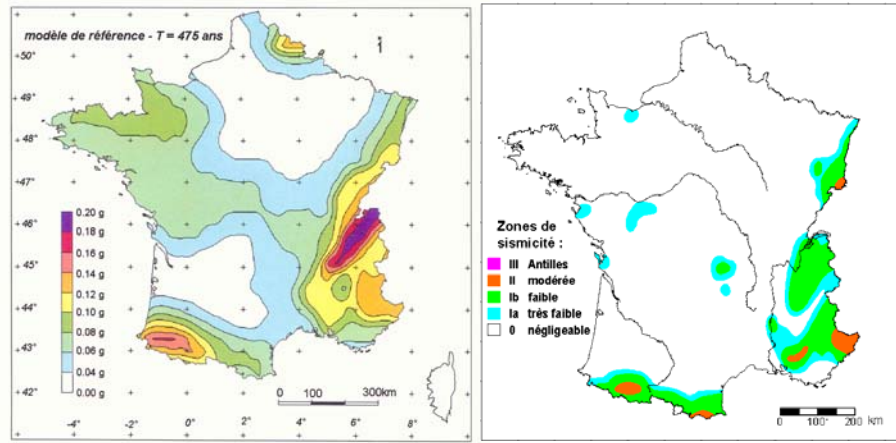 modèle de référence - T = 475 ans
50°
49°
48°
47°
46°
45°
44°
43°
42°
0.20 g
0.18 g
0.16 g
0.14 g
0.12 g
0.10 g
0.08 g
0.06 g
0.04 g
0.00 g
0 100 300km
-4° -2° 0° 2° 4° 6° 8°
Zones de
sismicité :
III Antilles
II modérée
Ib faible
Ia très faible
0 négligeable
0 100 200 km